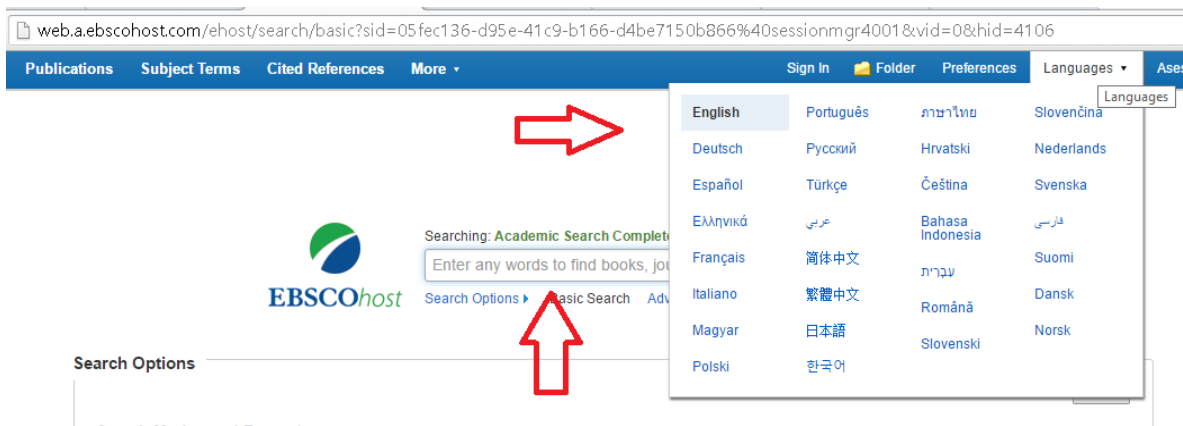 web.a.ebscohost.com/ehost/search/basic?sid=05fec136-d95e-41c9-b166-d4be7150b866%40sessionmgr4001&vid=0&hid=4106
Publications Subject Terms Cited References More Sign In Folder Preferences Languages
Languages
English Português ภาษาไทย Slovenčina
Deutsch Русский Hrvatski Nederlands
Español Türkçe Čeština Svenska
Ελληνικά عربي Bahasa Indonesia فارسی
Français 简体中文 עִבְרִית Suomi
Italiano 繁體中文 Română Dansk
Magyar 日本語 Slovenski Norsk
Polski 한국어
Searching: Academic Search Complete
Enter any words to find books,
EBSCOhost
Search Options Basic Search
Search Options